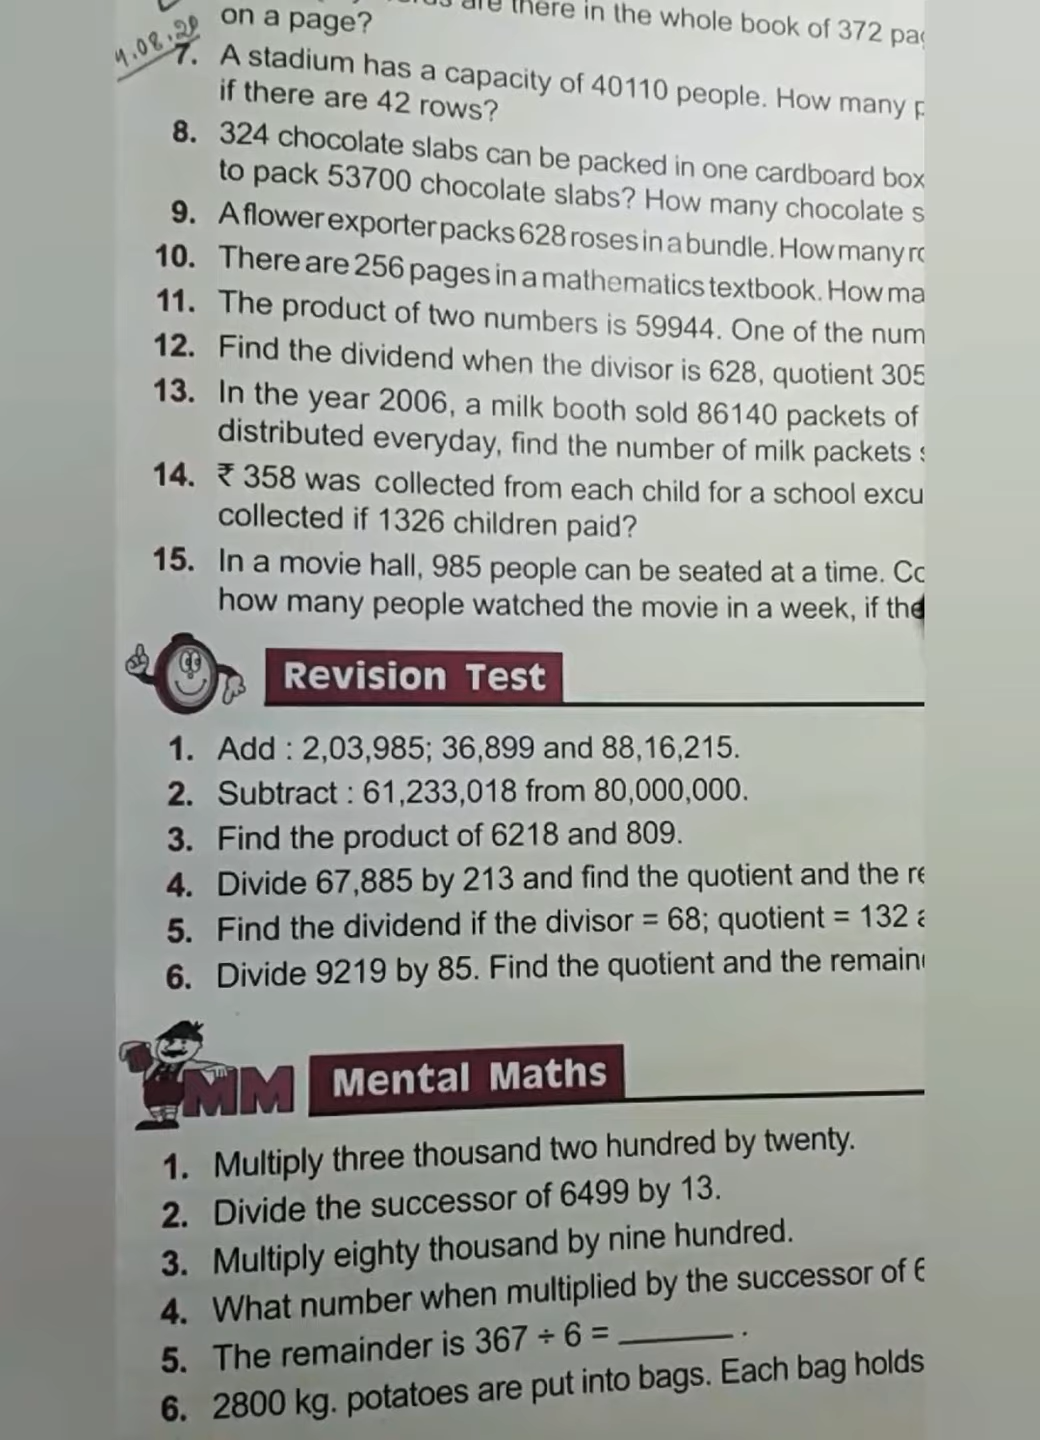 are there in the whole book of 372
on a page?
7. A stadium has a capacity of 40110 people. How many
if there are 42 rows?
8. 324 chocolate slabs can be packed in one cardboard box
to pack 53700 chocolate slabs? How many chocolate
9. A flower exporter packs 628 roses in a bundle. How many
10. There are 256 pages in a mathematics textbook. How
11. The product of two numbers is 59944. One of the
12. Find the dividend when the divisor is 628, quotient 305
13. In the year 2006, a milk booth sold 86140 packets of
distributed everyday, find the number of milk packets
14. ₹ 358 was collected from each child for a school
collected if 1326 children paid?
15. In a movie hall, 985 people can be seated at a time.
how many people watched the movie in a week, if
Revision Test
1. Add : 2,03,985; 36,899 and 88,16,215.
2. Subtract : 61,233,018 from 80,000,000.
3. Find the product of 6218 and 809.
4. Divide 67,885 by 213 and find the quotient and the
5. Find the dividend if the divisor = 68; quotient = 132
6. Divide 9219 by 85. Find the quotient and the
MM Mental Maths
1. Multiply three thousand two hundred by twenty.
2. Divide the successor of 6499 by 13.
3. Multiply eighty thousand by nine hundred.
4. What number when multiplied by the successor of
5. The remainder is 367 ÷ 6 = ______.
6. 2800 kg. potatoes are put into bags. Each bag holds